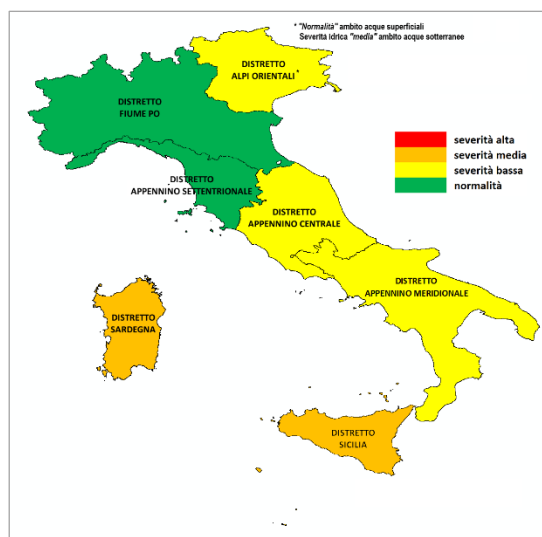 * "Normalità" ambito acque superficiali
Severità idrica "media" ambito acque sotterranee
DISTRETTO
ALPI ORIENTALI*
DISTRETTO
FIUME PO
severità alta
severità media
severità bassa
normalità
DISTRETTO
APPENNINO SETTENTRIONALE
DISTRETTO
APPENNINO CENTRALE
DISTRETTO
APPENNINO MERIDIONALE
DISTRETTO
SARDEGNA
DISTRETTO
SICILIA